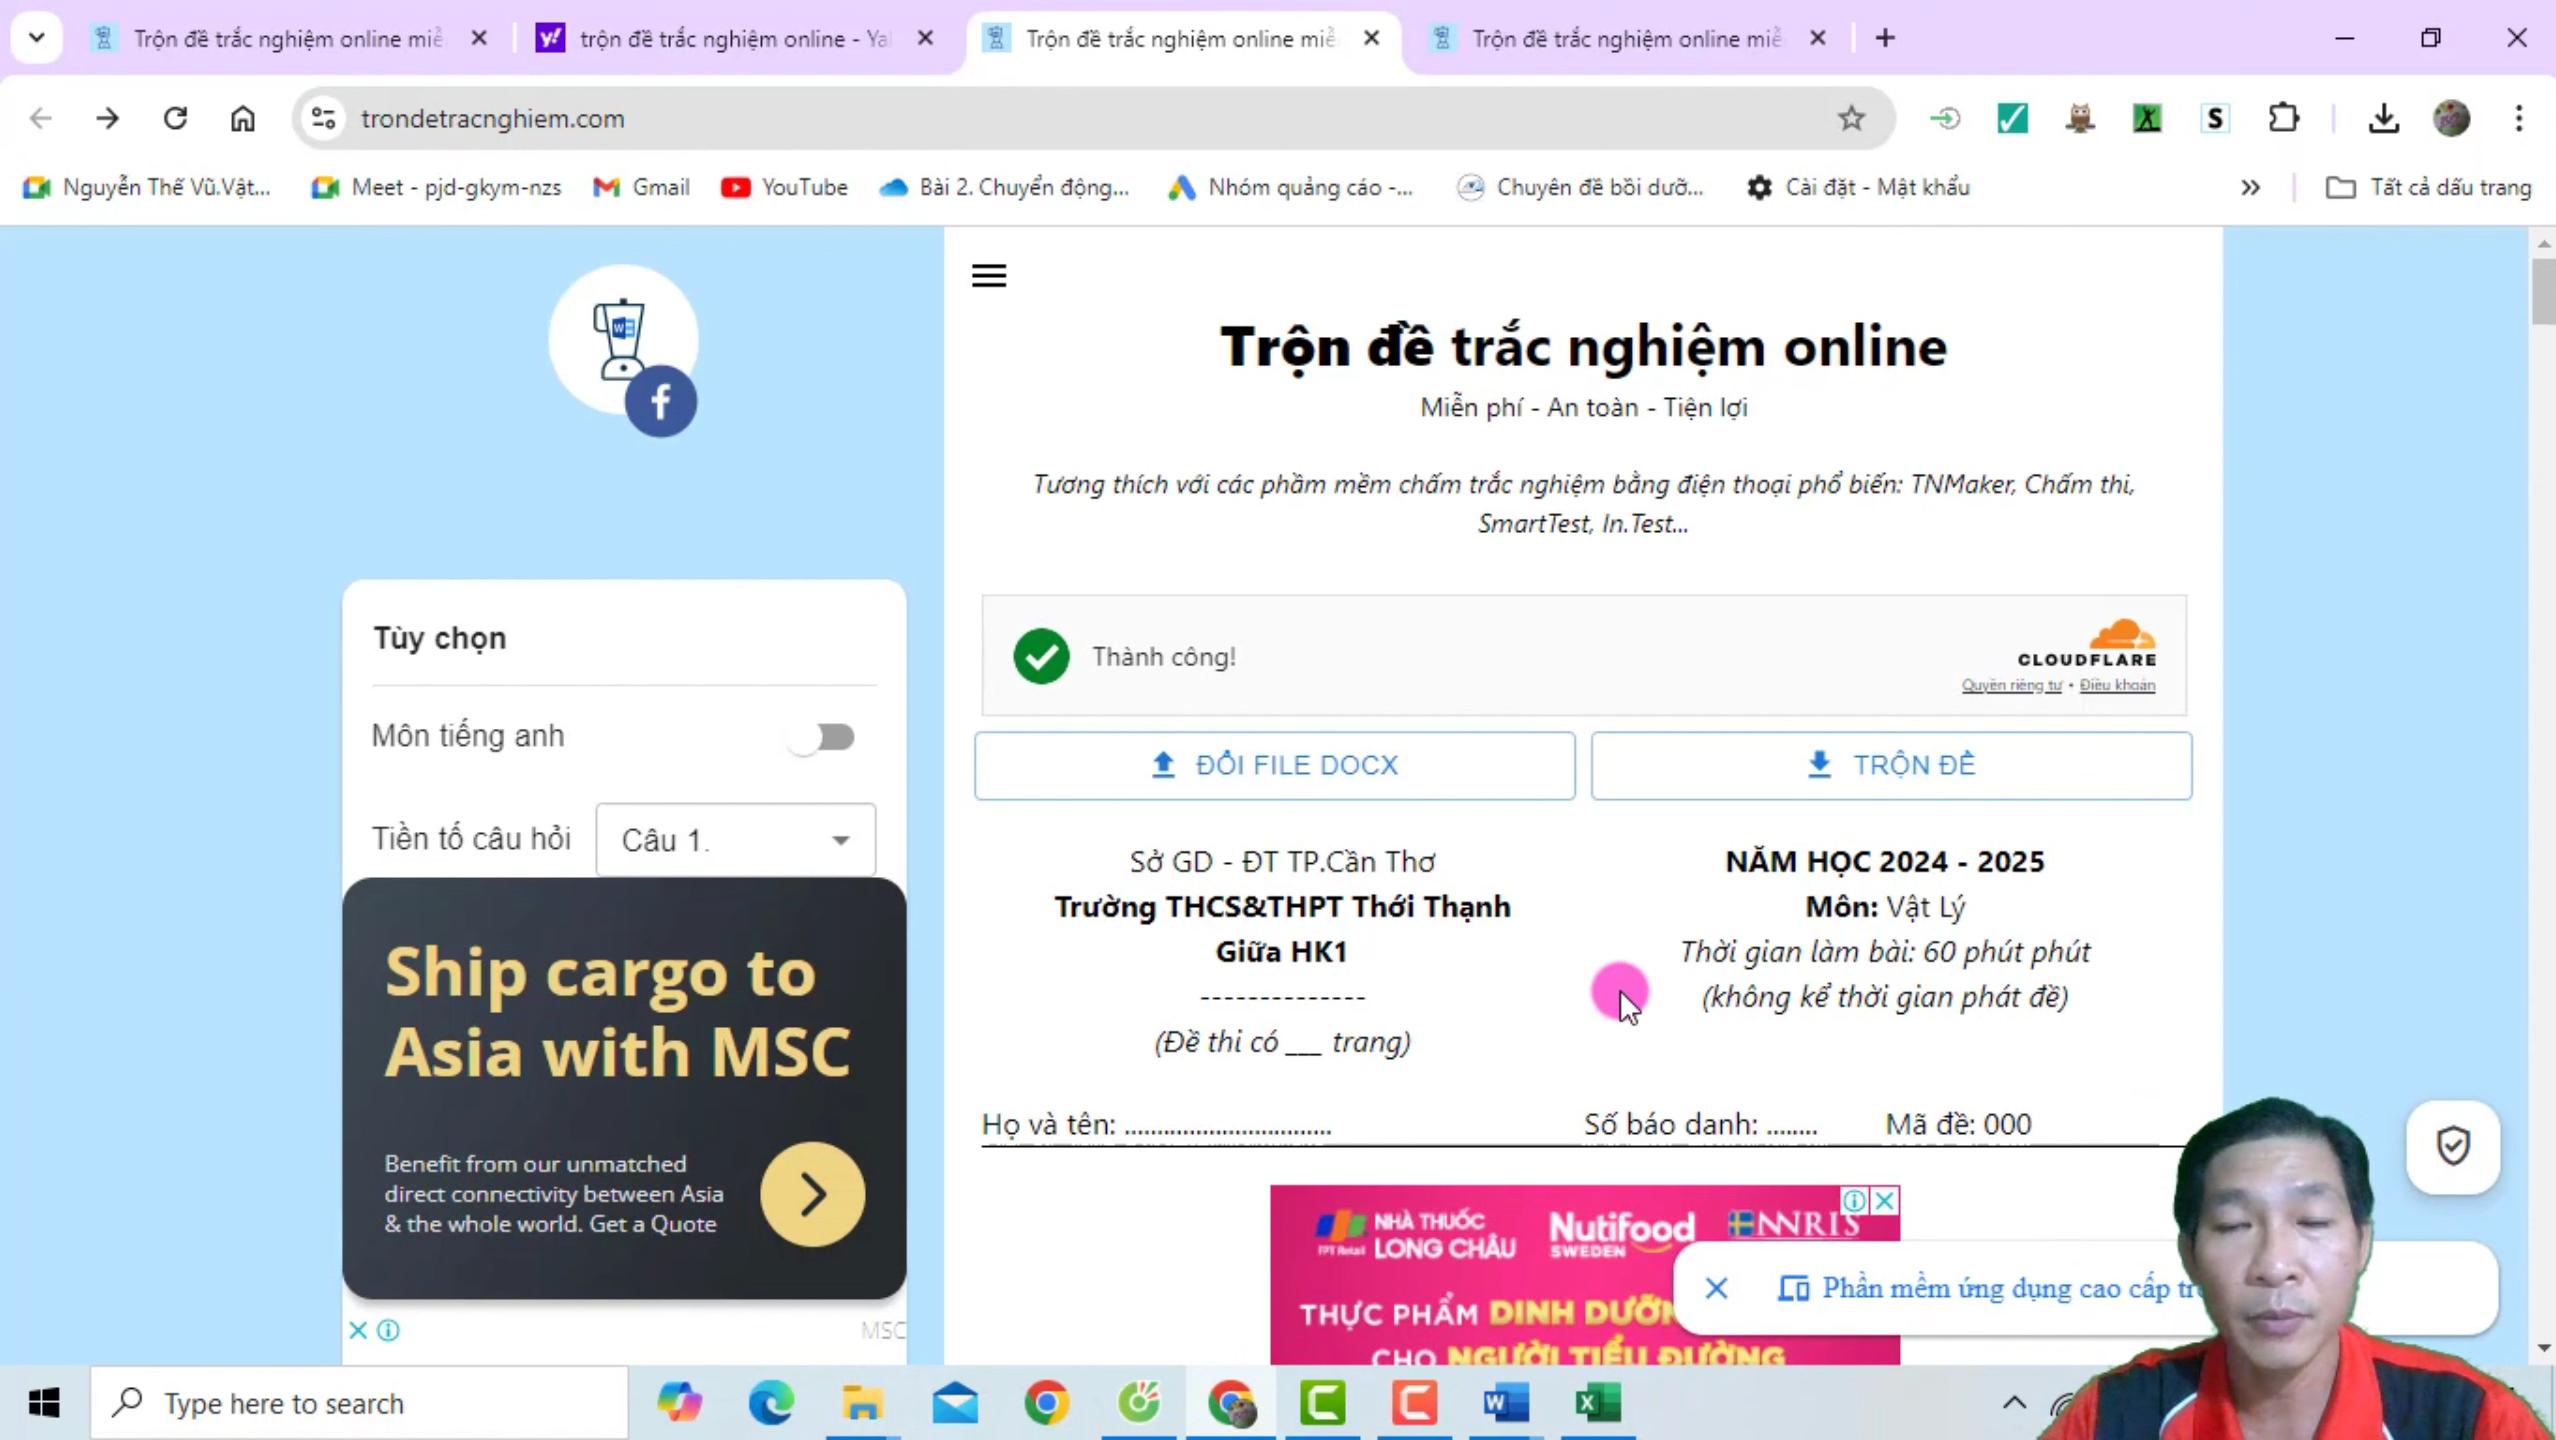 Trộn đề trắc nghiệm online miễ
trộn đề trắc nghiệm online - Ya
Trộn đề trắc nghiệm online miễ
Trộn đề trắc nghiệm online miễ
trondetracnghiem.com
Nguyễn Thế Vũ.Vật...
Meet - pjd-gkym-nzs
Gmail
YouTube
Bài 2. Chuyển động...
Nhóm quảng cáo -...
Chuyên đề bồi dưỡ...
Cài đặt - Mật khẩu
Tất cả dấu trang
Trộn đề trắc nghiệm online
Miễn phí - An toàn - Tiện lợi
Tương thích với các phầm mềm chấm trắc nghiệm bằng điện thoại phổ biến: TNMaker, Chấm thi,
SmartTest, In.Test...
Tùy chọn
Môn tiếng anh
Tiền tố câu hỏi
Câu 1.
Thành công!
CLOUDFLARE
Quyền riêng tư • Điều khoản
ĐỔI FILE DOCX
TRỘN ĐỀ
Sở GD - ĐT TP.Cần Thơ
Trường THCS&THPT Thới Thạnh
Giữa HK1
--------------
(Đề thi có ___ trang)
NĂM HỌC 2024 - 2025
Môn: Vật Lý
Thời gian làm bài: 60 phút phút
(không kể thời gian phát đề)
Họ và tên: ................................
Số báo danh: ........
Mã đề: 000
Ship cargo to
Asia with MSC
Benefit from our unmatched
direct connectivity between Asia
& the whole world. Get a Quote
MSC
FPT Retail
NHÀ THUỐC
LONG CHÂU
Nutifood
SWEDEN
NNRIS
THỰC PHẨM DINH DƯỠN
CHO NGƯỜI TIỂU ĐƯỜNG
Phần mềm ứng dụng cao cấp tr
Type here to search